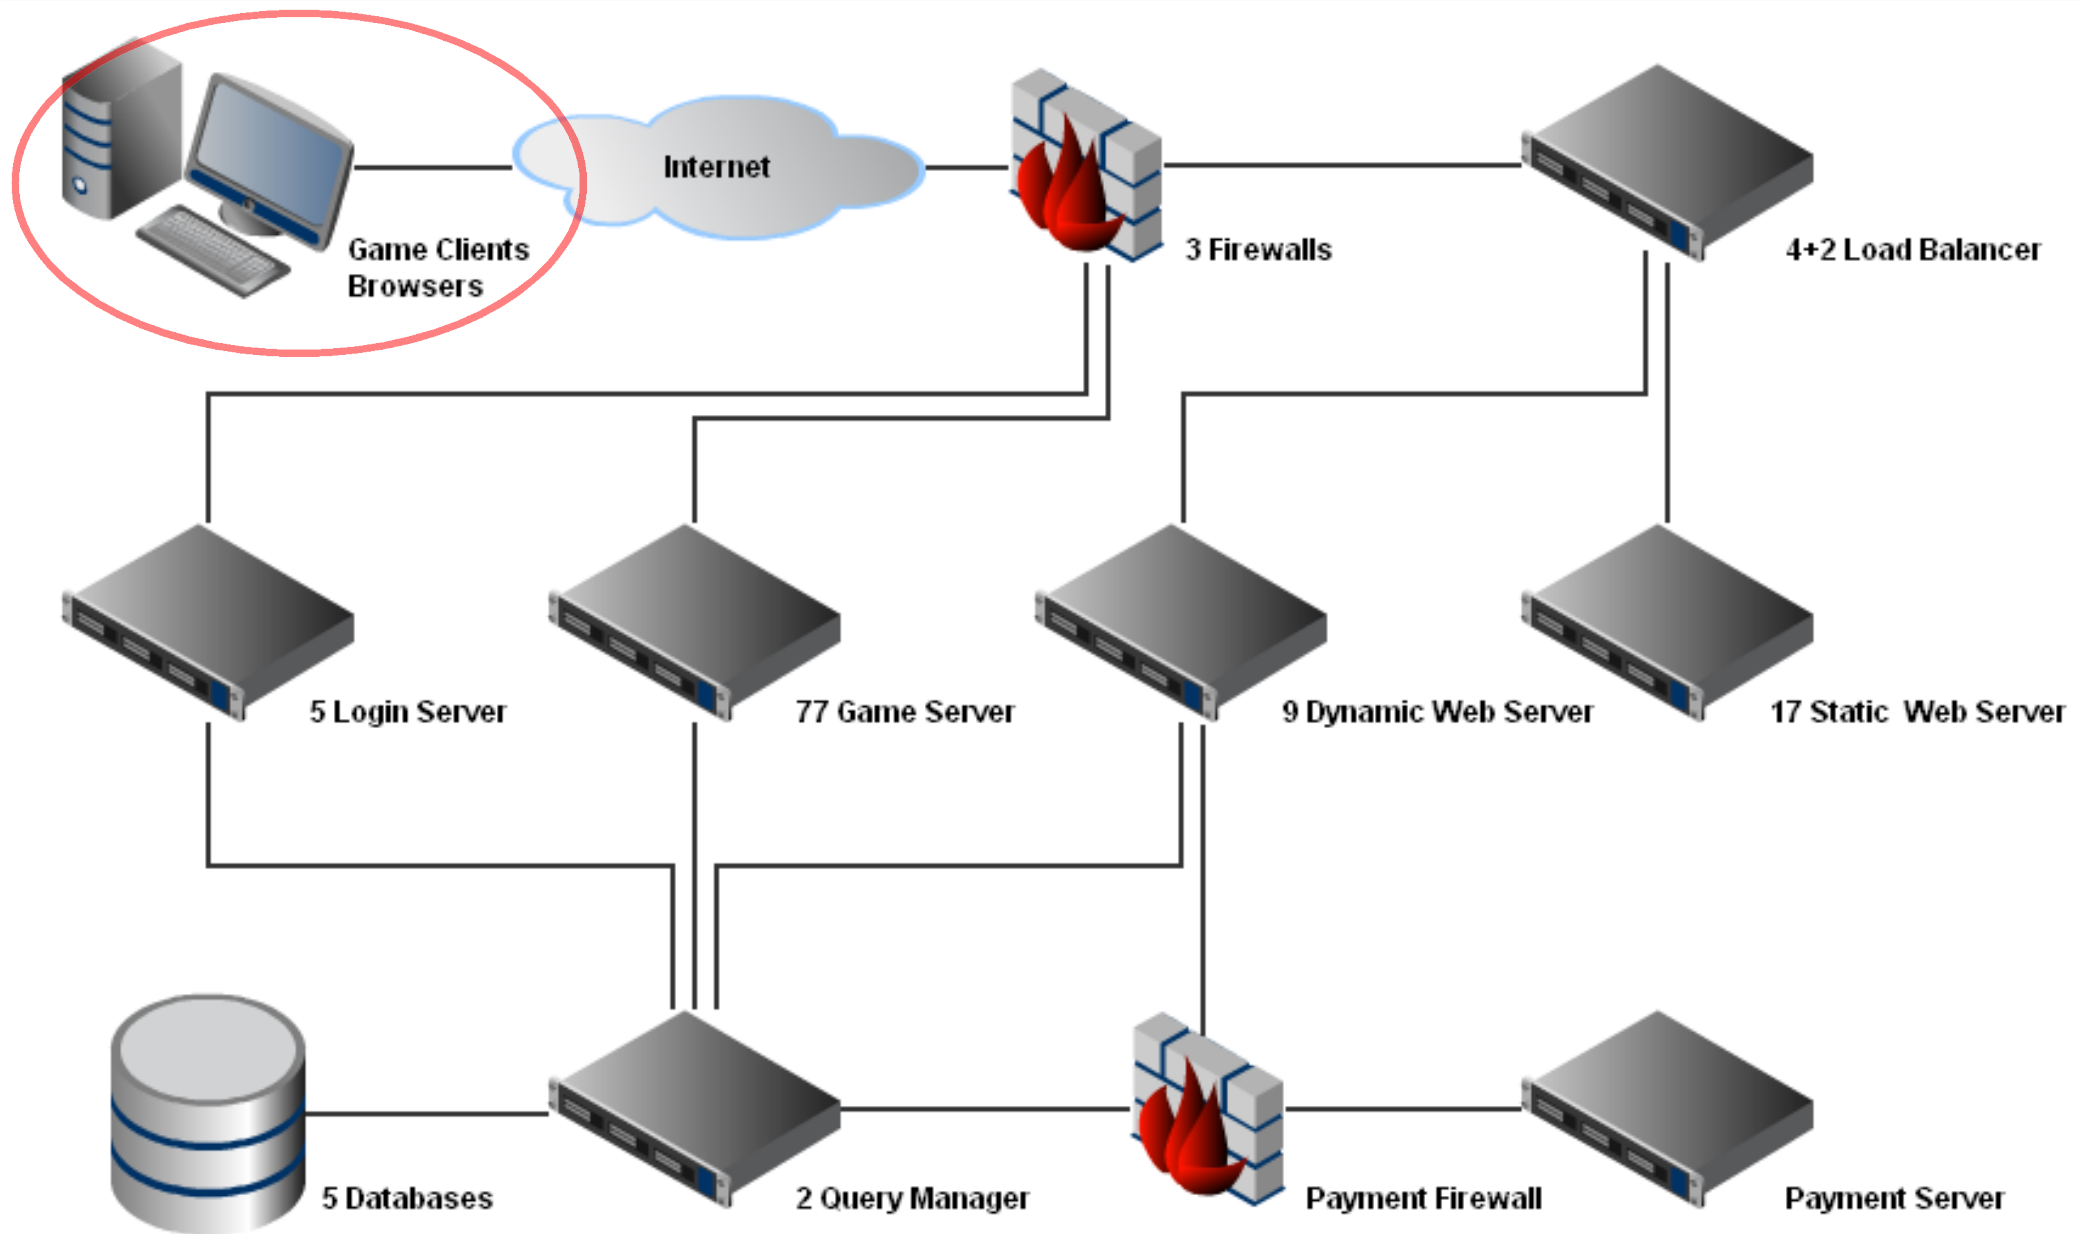 Internet
Game Clients
Browsers
3 Firewalls
4+2 Load Balancer
5 Login Server
77 Game Server
9 Dynamic Web Server
17 Static  Web Server
5 Databases
2 Query Manager
Payment Firewall
Payment Server